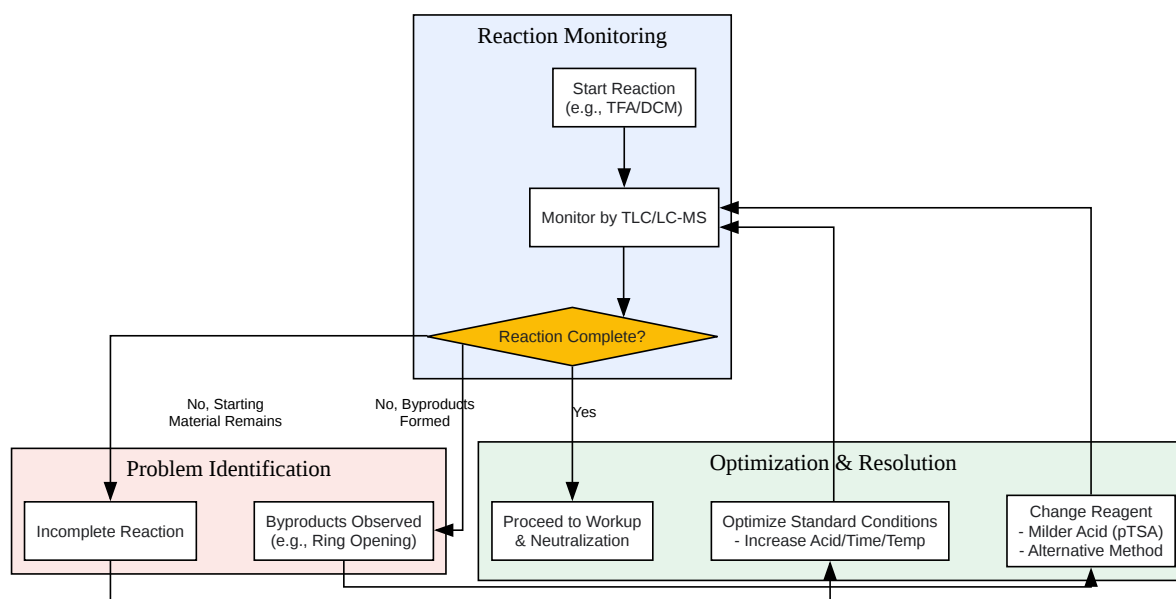 Reaction Monitoring
Start Reaction
(e.g., TFA/DCM)
Monitor by TLC/LC-MS
Reaction Complete?
No, Starting
Material Remains
No, Byproducts
Formed
Yes
Problem Identification
Incomplete Reaction
Byproducts Observed
(e.g., Ring Opening)
Optimization & Resolution
Proceed to Workup
& Neutralization
Optimize Standard Conditions
- Increase Acid/Time/Temp
Change Reagent
- Milder Acid (pTSA)
- Alternative Method